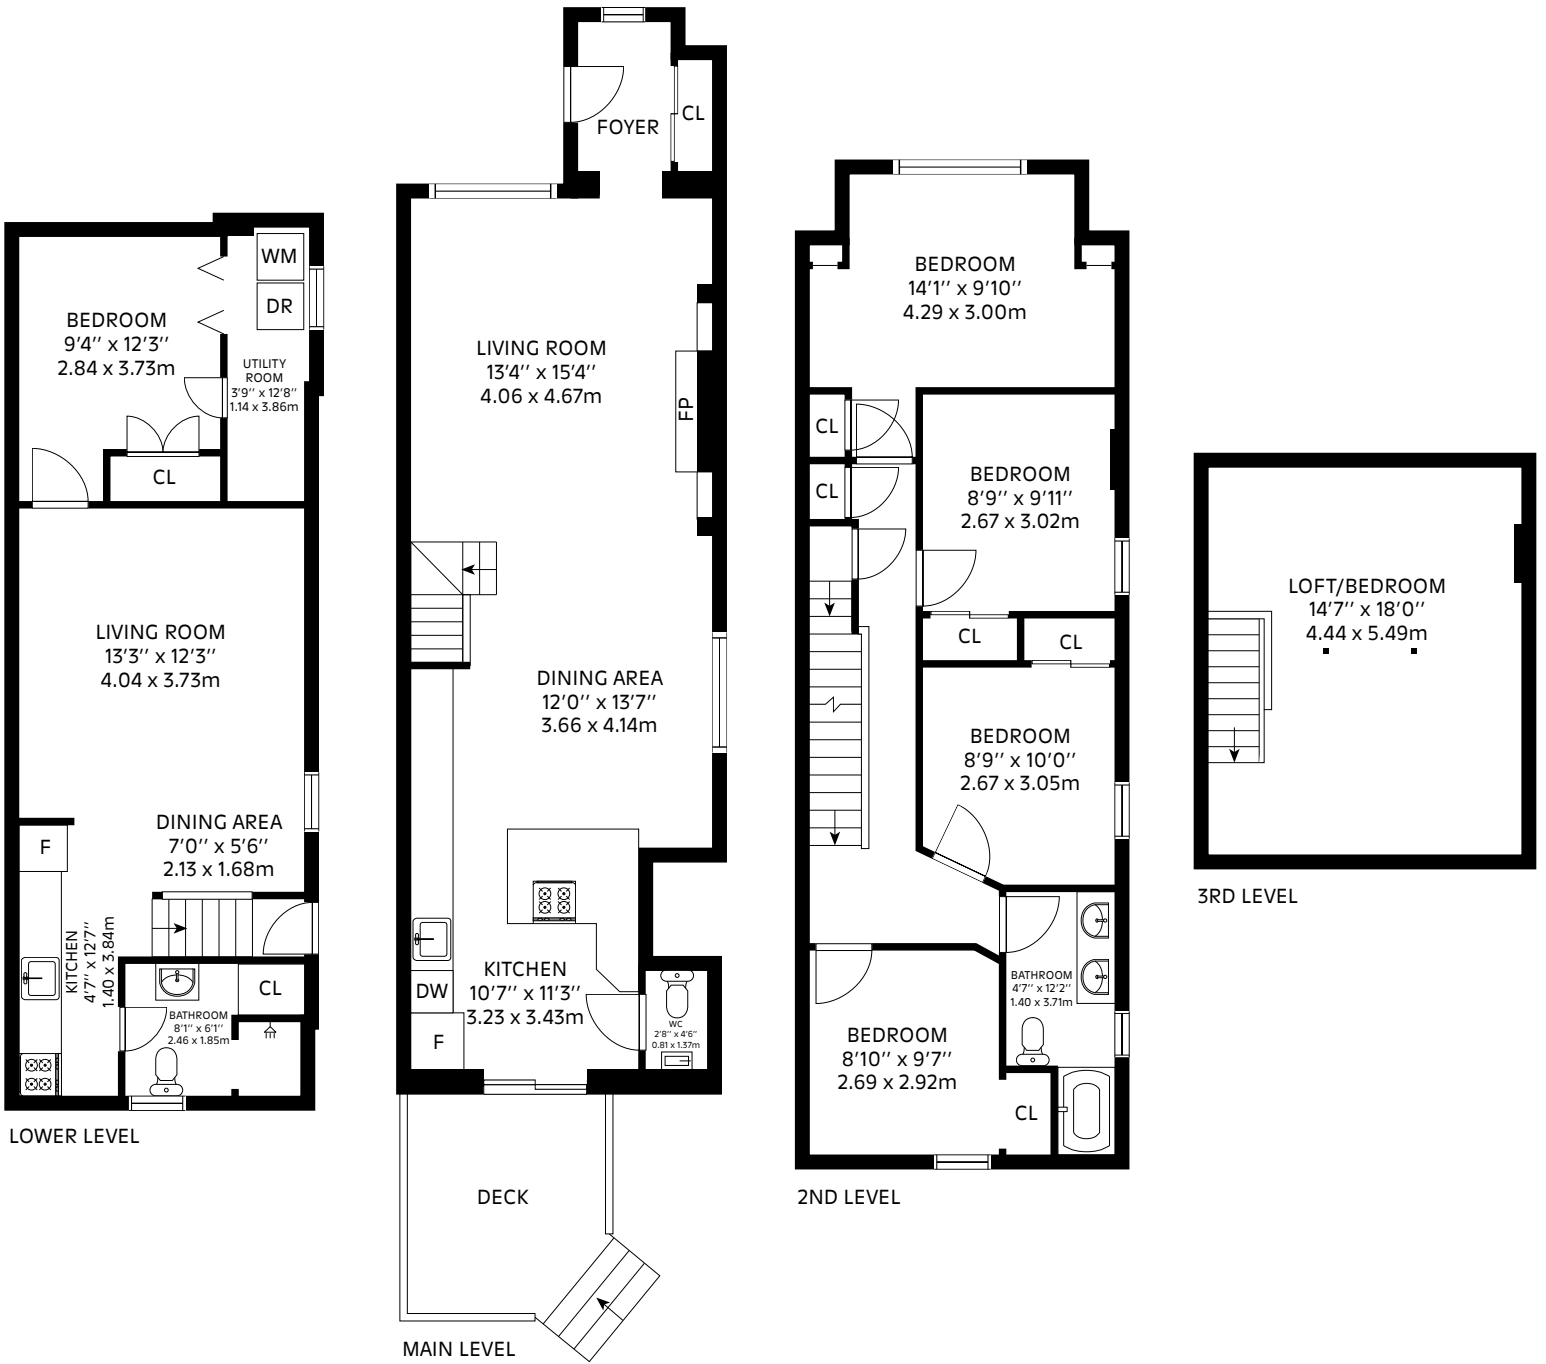 WM
DR
BEDROOM
9'4'' x 12'3''
2.84 x 3.73m
UTILITY
ROOM
3'9" x 12'8"
1.14 x 3.86m
CL
LIVING ROOM
13'3'' x 12'3''
4.04 x 3.73m
DINING AREA
7'0'' x 5'6''
2.13 x 1.68m
F
KITCHEN
4'7'' x 12'7''
1.40 x 3.84m
CL
BATHROOM
8'1" x 6'1"
2.46 x 1.85m
LOWER LEVEL
FOYER
CL
LIVING ROOM
13'4'' x 15'4''
4.06 x 4.67m
FP
DINING AREA
12'0'' x 13'7''
3.66 x 4.14m
KITCHEN
10'7'' x 11'3''
3.23 x 3.43m
DW
F
WC
2'8" x 4'6"
0.81 x 1.37m
DECK
MAIN LEVEL
BEDROOM
14'1'' x 9'10''
4.29 x 3.00m
CL
CL
BEDROOM
8'9'' x 9'11''
2.67 x 3.02m
CL
CL
BEDROOM
8'9'' x 10'0''
2.67 x 3.05m
BATHROOM
4'7" x 12'2"
1.40 x 3.71m
BEDROOM
8'10'' x 9'7''
2.69 x 2.92m
CL
2ND LEVEL
LOFT/BEDROOM
14'7'' x 18'0''
4.44 x 5.49m
3RD LEVEL